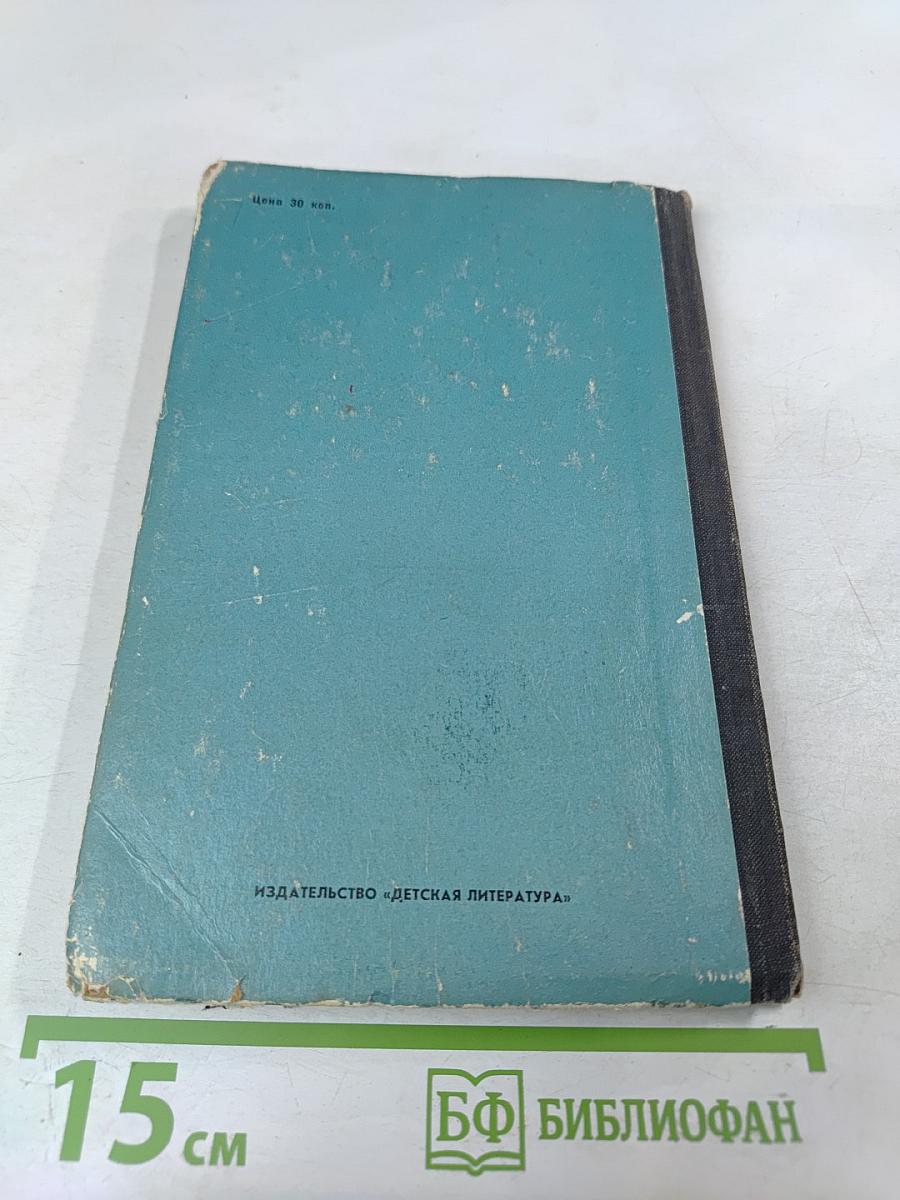 Цена 30 коп.
ИЗДАТЕЛЬСТВО «ДЕТСКАЯ ЛИТЕРАТУРА»
15 см
БФ БИБЛИОФАН